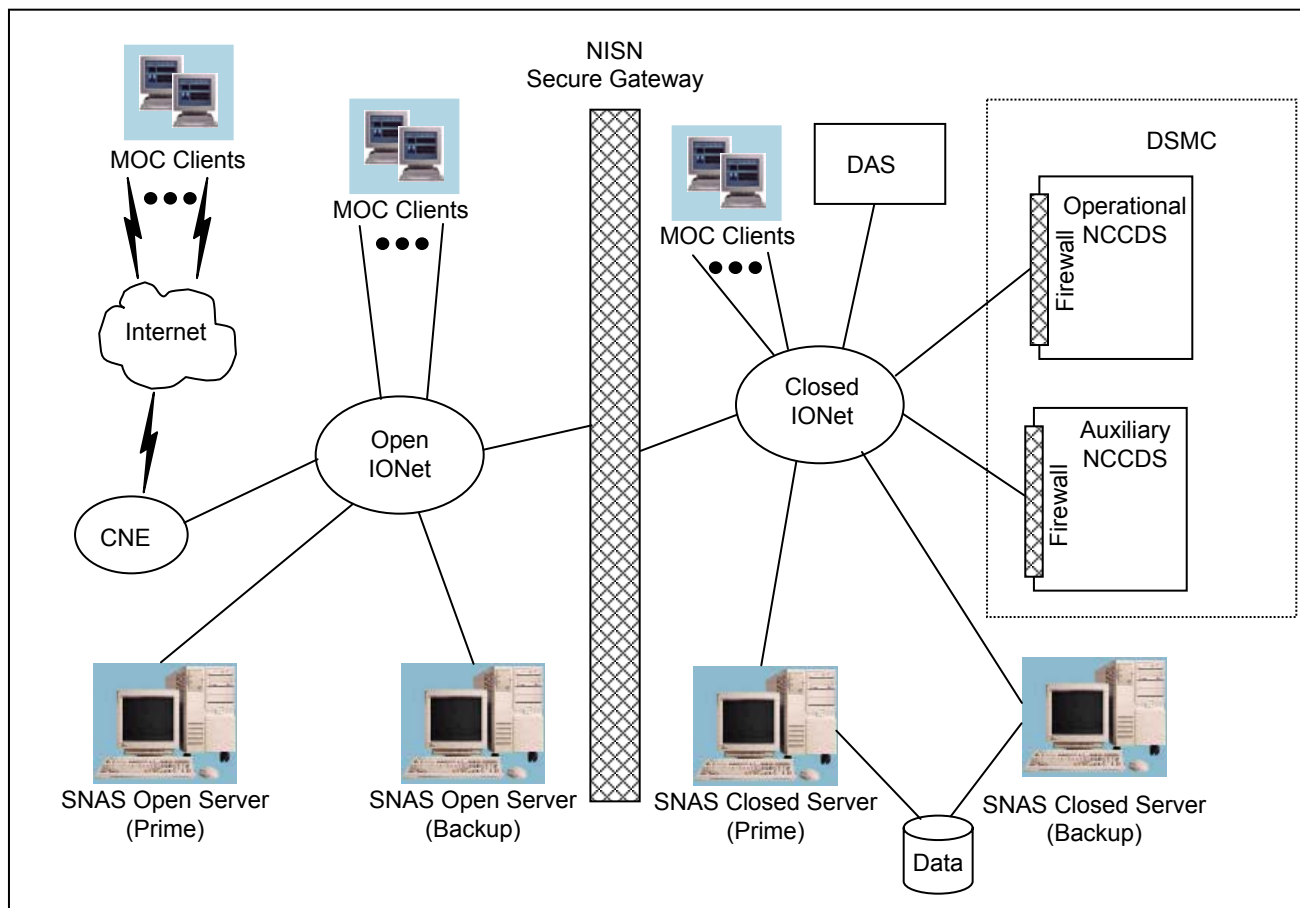 NISN
Secure Gateway
MOC Clients
MOC Clients
MOC Clients
DAS
DSMC
Operational
NCCDS
Firewall
Internet
Open
IONet
Closed
IONet
Auxiliary
NCCDS
Firewall
CNE
SNAS Open Server
(Prime)
SNAS Open Server
(Backup)
SNAS Closed Server
(Prime)
SNAS Closed Server
(Backup)
Data